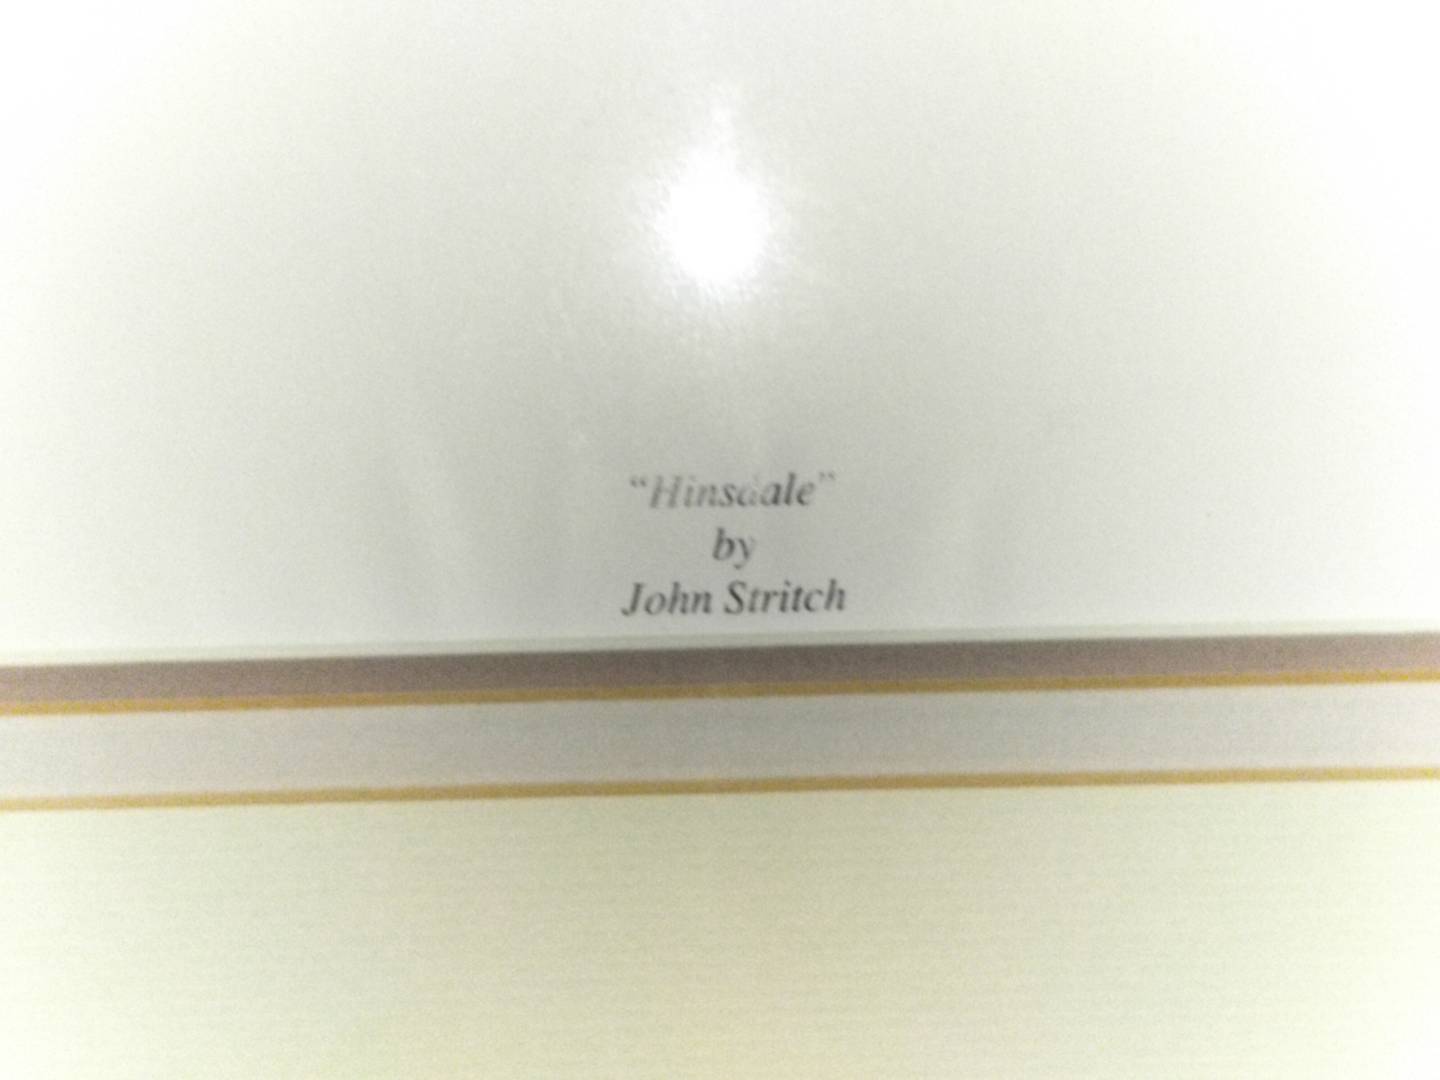 “Hinsdale”
by
John Stritch